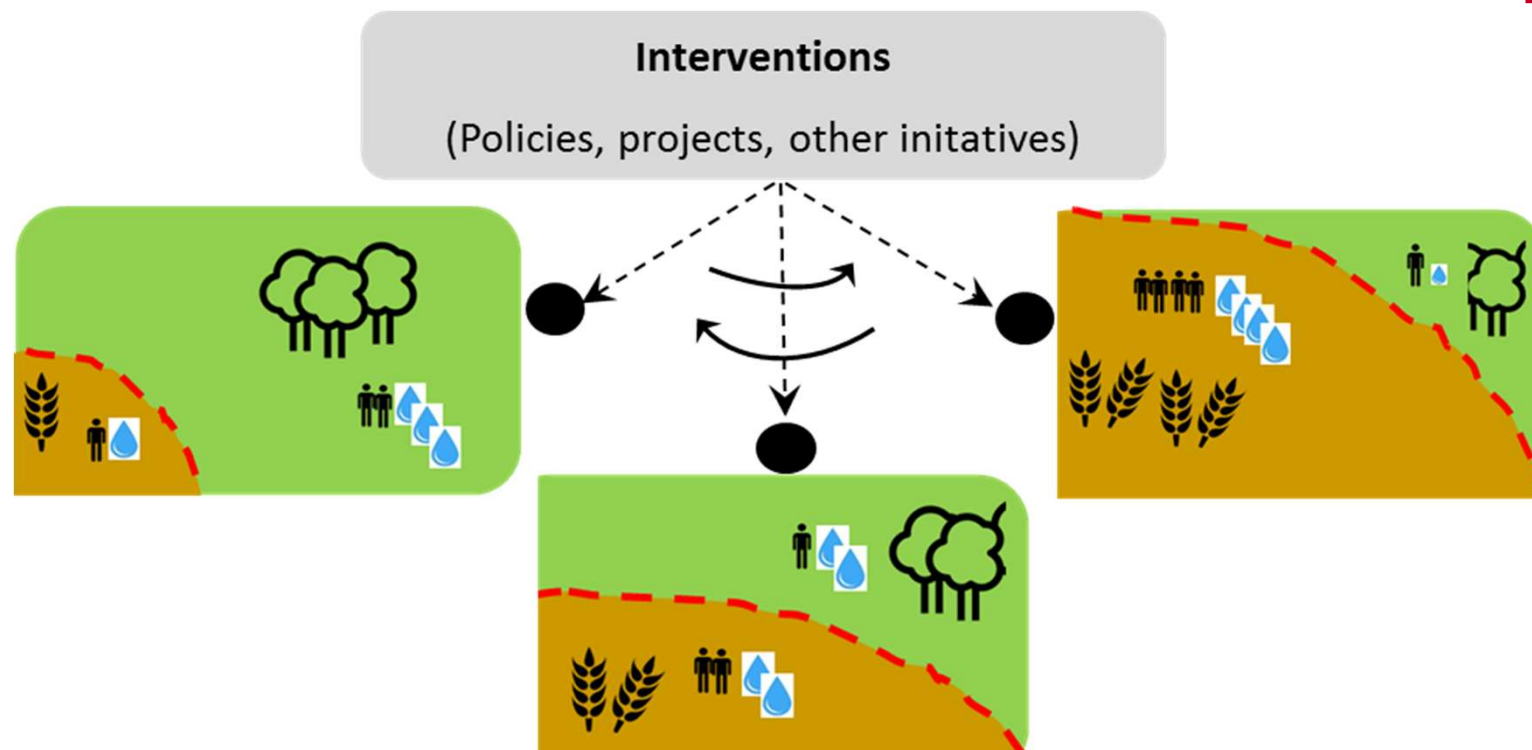 Interventions
(Policies, projects, other initatives)